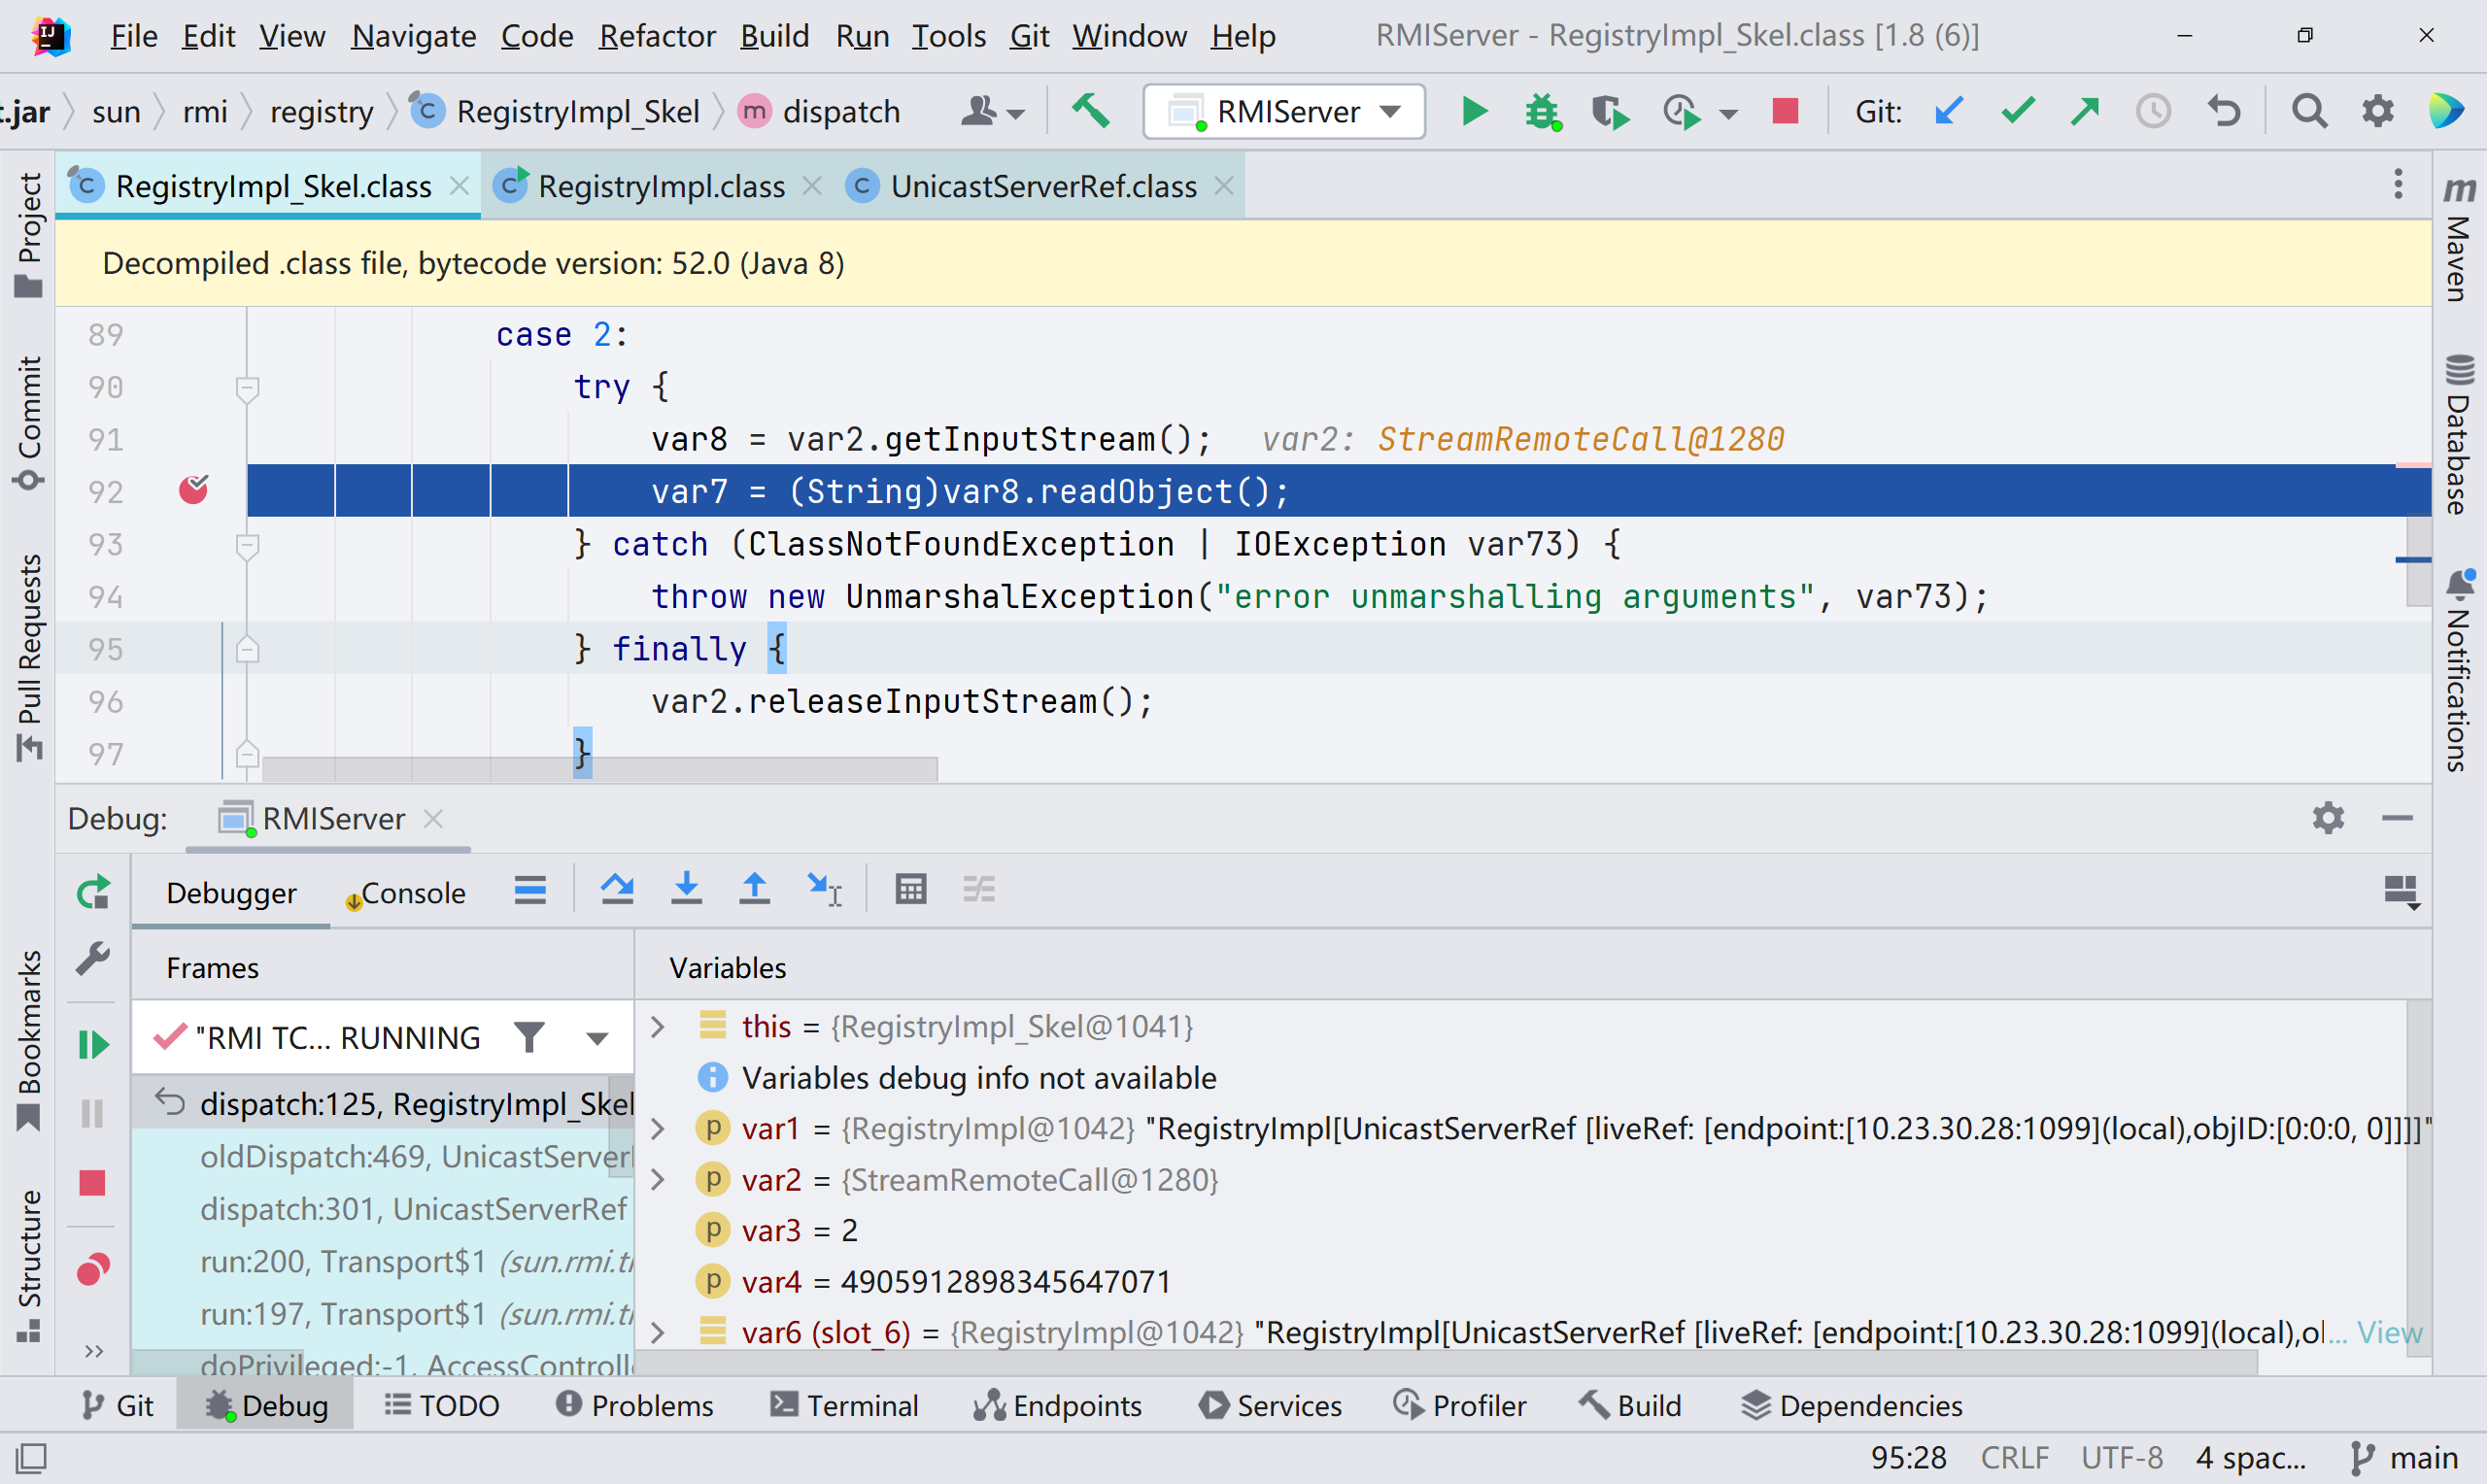 File Edit View Navigate Code Refactor Build Run Tools Git Window Help RMIServer - RegistryImpl_Skel.class [1.8 (6)]
t.jar sun rmi registry RegistryImpl_Skel dispatch RMIServer Git:
RegistryImpl_Skel.class RegistryImpl.class UnicastServerRef.class
Decompiled .class file, bytecode version: 52.0 (Java 8)
89 case 2:
90 try {
91 var8 = var2.getInputStream(); var2: StreamRemoteCall@1280
92 var7 = (String)var8.readObject();
93 } catch (ClassNotFoundException | IOException var73) {
94 throw new UnmarshalException("error unmarshalling arguments", var73);
95 } finally {
96 var2.releaseInputStream();
97 }
Project
Commit
Pull Requests
Bookmarks
Structure
Maven
Database
Notifications
Debug: RMIServer
Debugger Console
Frames
Variables
"RMI TC... RUNNING
dispatch:125, RegistryImpl_Skel
oldDispatch:469, UnicastServerI
dispatch:301, UnicastServerRef
run:200, Transport$1 (sun.rmi.tr
run:197, Transport$1 (sun.rmi.tr
doPrivileged:-1, AccessControlle
this = {RegistryImpl_Skel@1041}
Variables debug info not available
var1 = {RegistryImpl@1042} "RegistryImpl[UnicastServerRef [liveRef: [endpoint:[10.23.30.28:1099](local),objID:[0:0:0, 0]]]]"
var2 = {StreamRemoteCall@1280}
var3 = 2
var4 = 4905912898345647071
var6 (slot_6) = {RegistryImpl@1042} "RegistryImpl[UnicastServerRef [liveRef: [endpoint:[10.23.30.28:1099](local),ol... View
Git Debug TODO Problems Terminal Endpoints Services Profiler Build Dependencies
95:28 CRLF UTF-8 4 spac... main